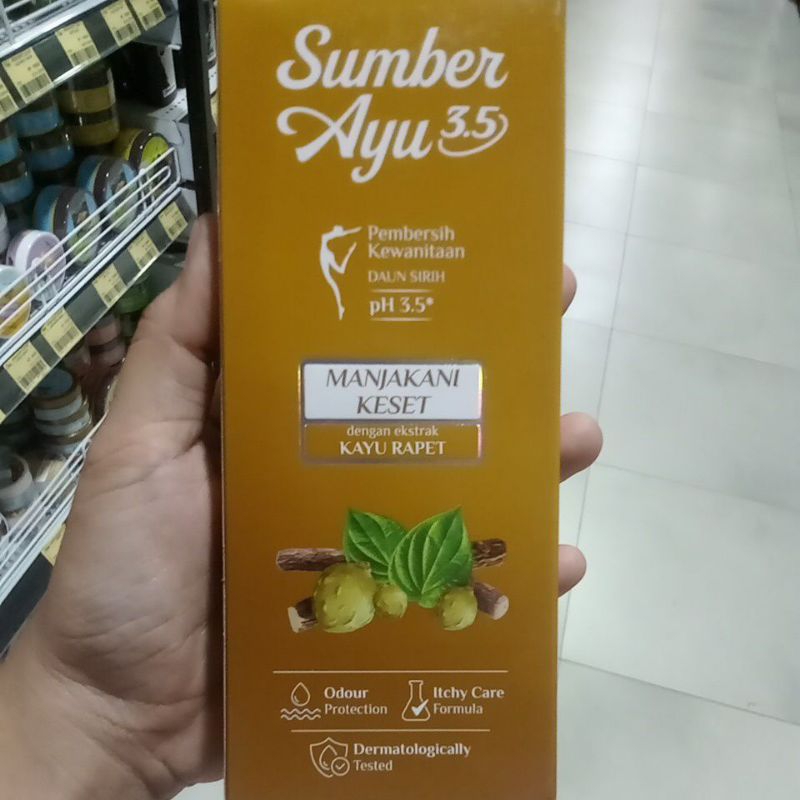 Sumber
Ayu 3.5
Pembersih
Kewanitaan
DAUN SIRIH
pH 3.5*
MANJAKANI
KESET
dengan ekstrak
KAYU RAPET
Odour
Protection
Itchy Care
Formula
Dermatologically
Tested